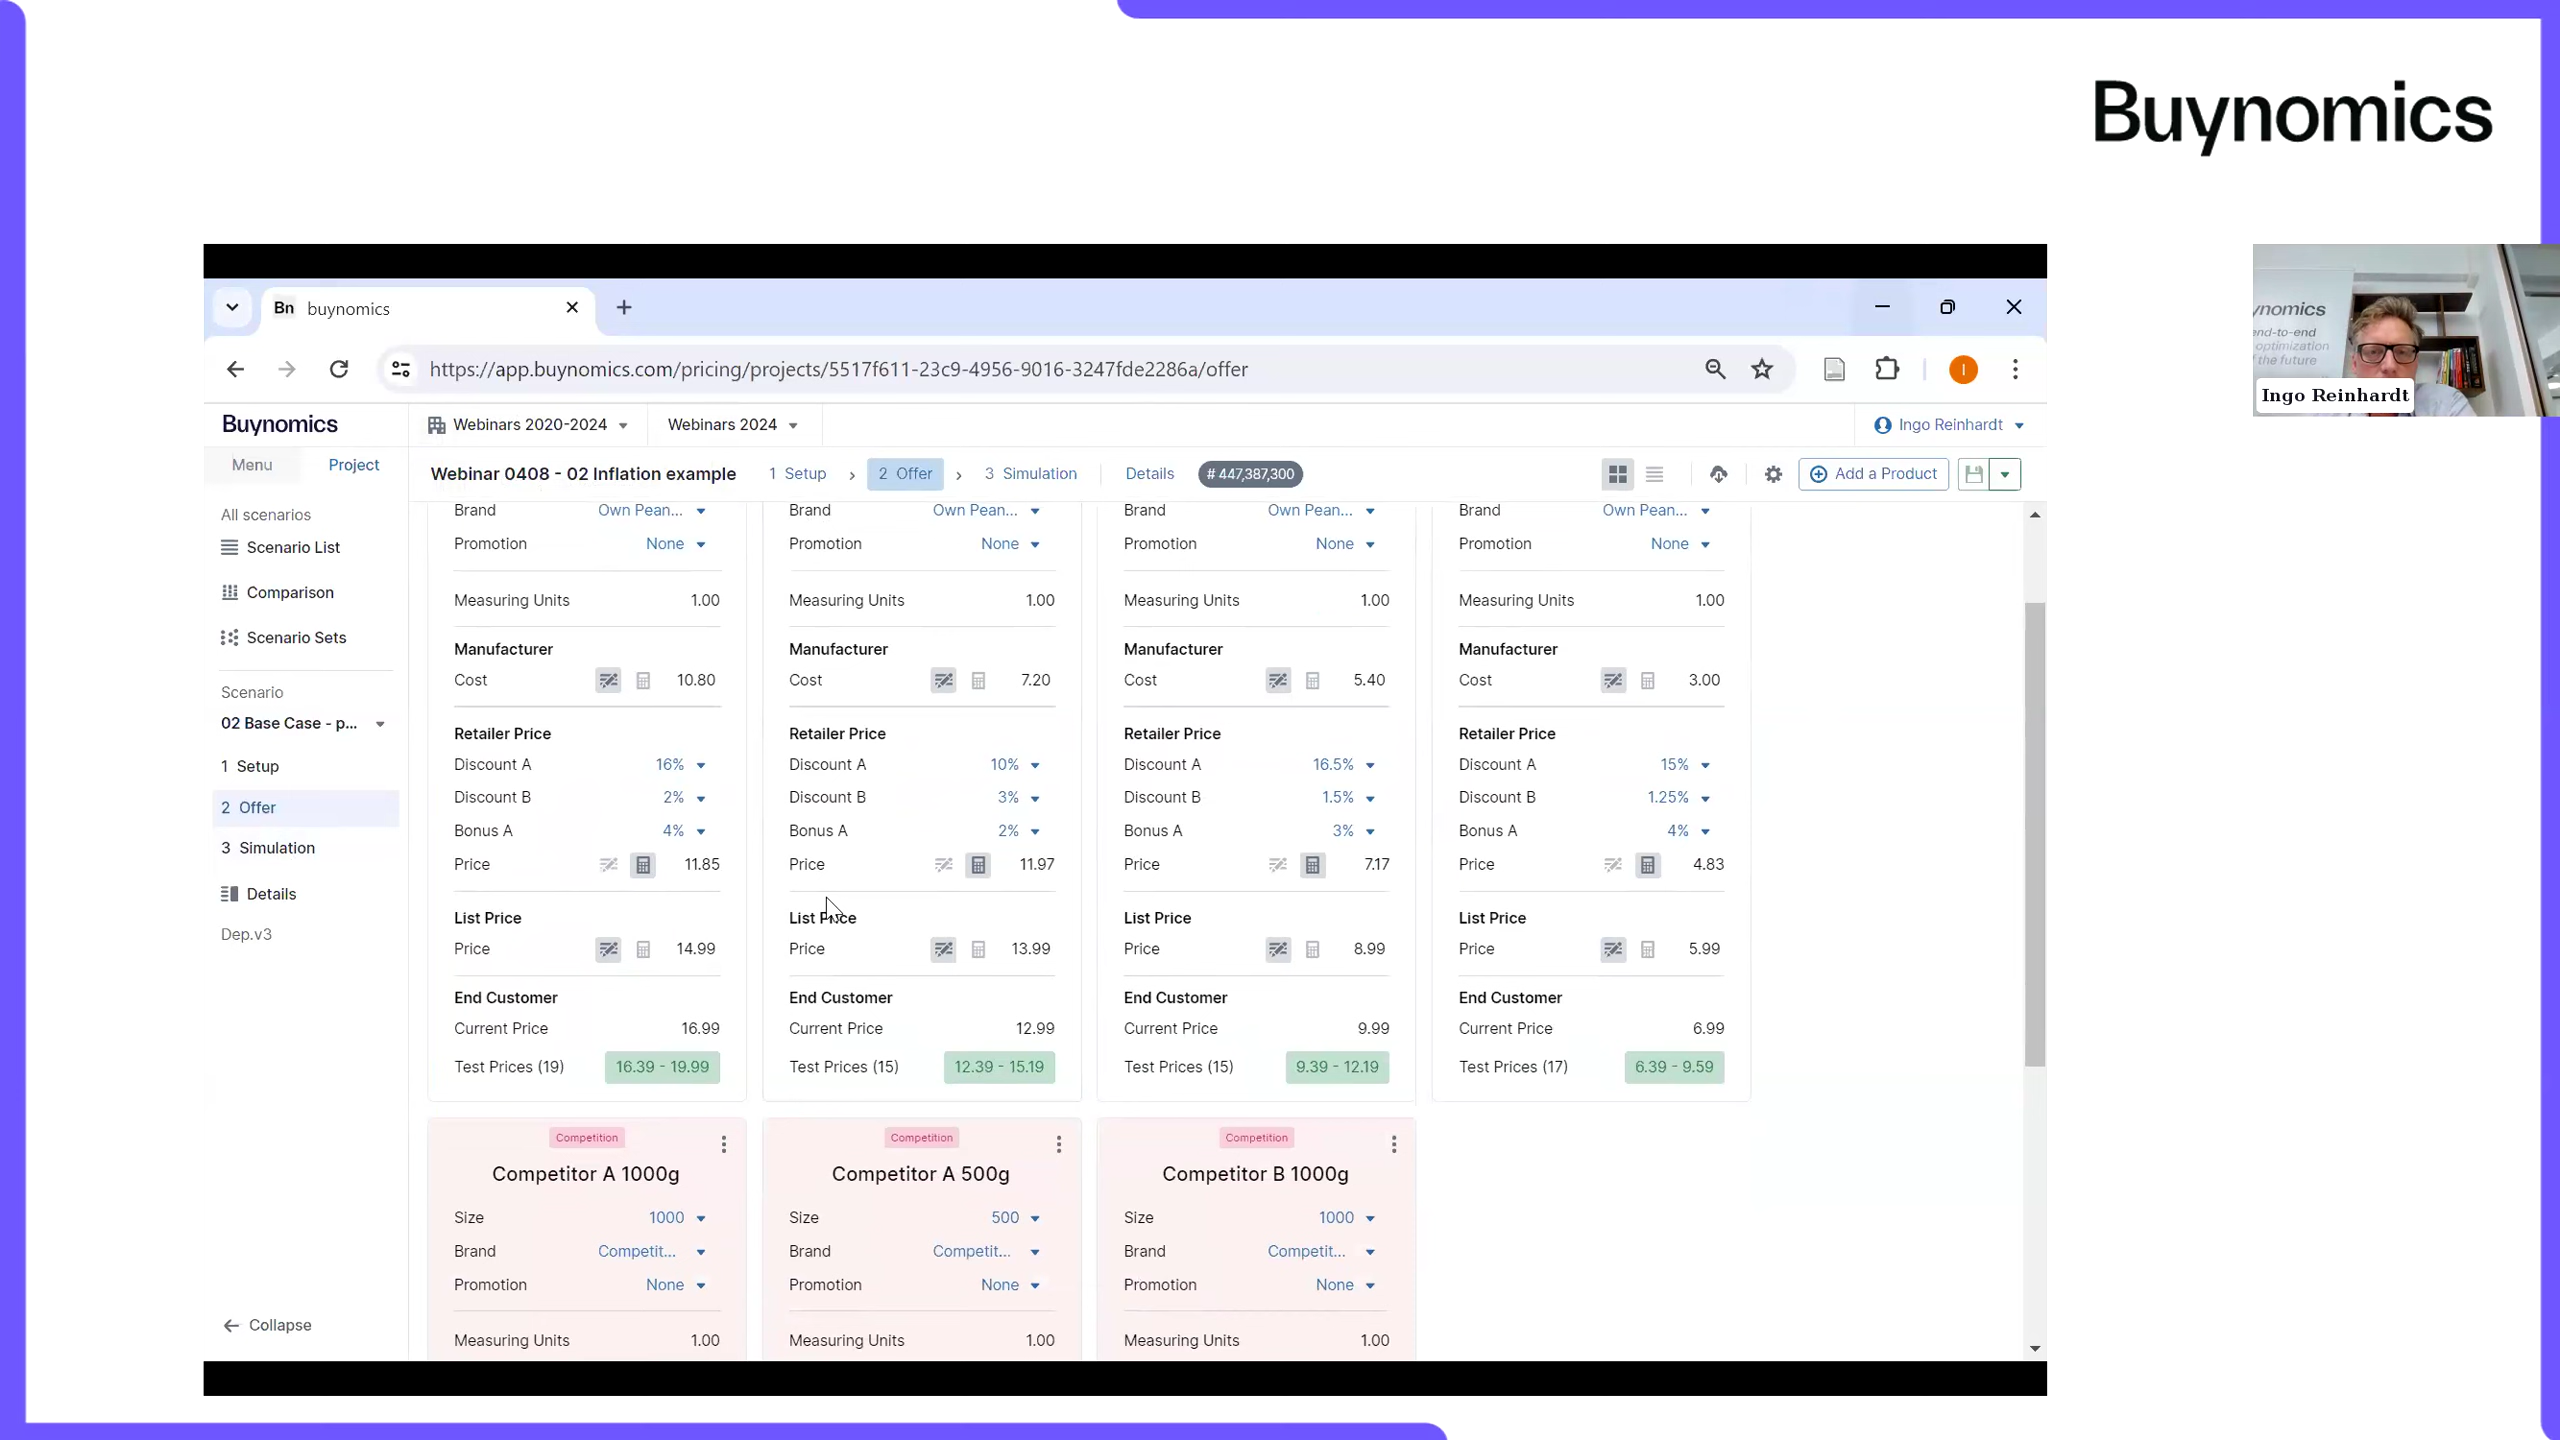 Buynomics
Bn buynomics
https://app.buynomics.com/pricing/projects/5517f611-23c9-4956-9016-3247fde2286a/offer
I
ynomics
end-to-end
optimization
the future
Ingo Reinhardt
Buynomics
Webinars 2020-2024
Webinars 2024
Ingo Reinhardt
Menu
Project
Webinar 0408 - 02 Inflation example
1 Setup
2 Offer
3 Simulation
Details
# 447,387,300
Add a Product
All scenarios
Scenario List
Comparison
Scenario Sets
Scenario
02 Base Case - p...
1 Setup
2 Offer
3 Simulation
Details
Dep.v3
Collapse
Brand Own Pean...
Promotion None
Measuring Units 1.00
Manufacturer
Cost 10.80
Retailer Price
Discount A 16%
Discount B 2%
Bonus A 4%
Price 11.85
List Price
Price 14.99
End Customer
Current Price 16.99
Test Prices (19) 16.39 - 19.99
Brand Own Pean...
Promotion None
Measuring Units 1.00
Manufacturer
Cost 7.20
Retailer Price
Discount A 10%
Discount B 3%
Bonus A 2%
Price 11.97
List Price
Price 13.99
End Customer
Current Price 12.99
Test Prices (15) 12.39 - 15.19
Brand Own Pean...
Promotion None
Measuring Units 1.00
Manufacturer
Cost 5.40
Retailer Price
Discount A 16.5%
Discount B 1.5%
Bonus A 3%
Price 7.17
List Price
Price 8.99
End Customer
Current Price 9.99
Test Prices (15) 9.39 - 12.19
Brand Own Pean...
Promotion None
Measuring Units 1.00
Manufacturer
Cost 3.00
Retailer Price
Discount A 15%
Discount B 1.25%
Bonus A 4%
Price 4.83
List Price
Price 5.99
End Customer
Current Price 6.99
Test Prices (17) 6.39 - 9.59
Competition
Competitor A 1000g
Size 1000
Brand Competit...
Promotion None
Measuring Units 1.00
Competition
Competitor A 500g
Size 500
Brand Competit...
Promotion None
Measuring Units 1.00
Competition
Competitor B 1000g
Size 1000
Brand Competit...
Promotion None
Measuring Units 1.00